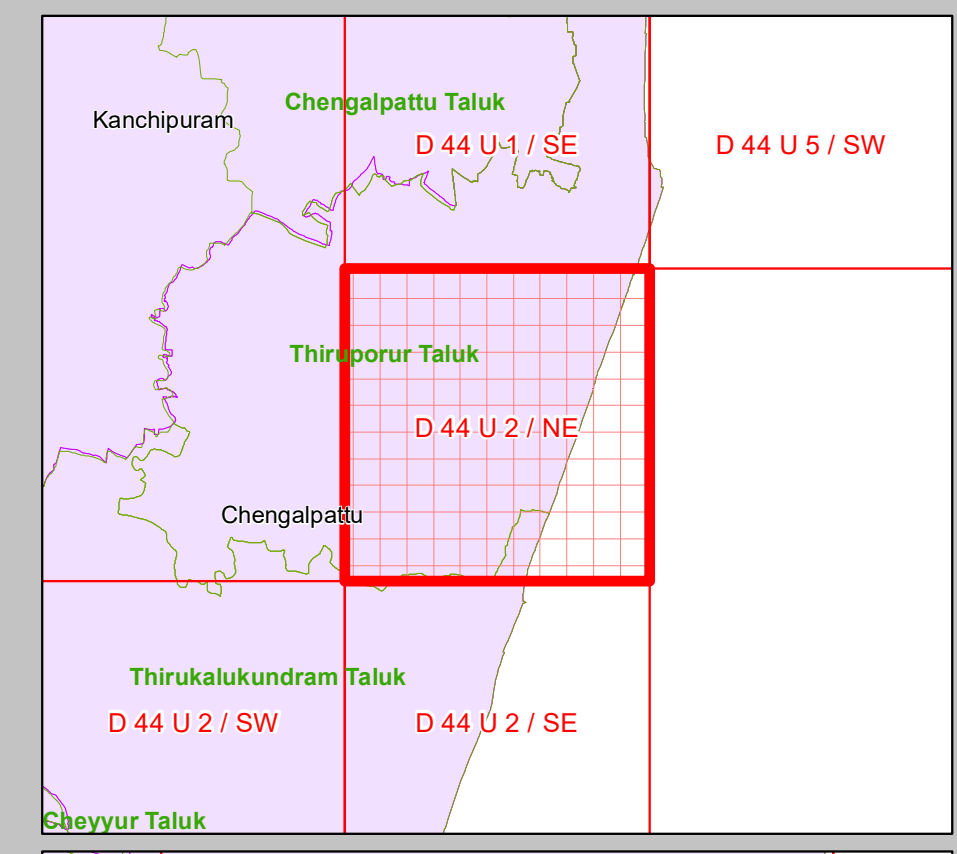 Chengalpattu Taluk
Kanchipuram
D 44 U 1 / SE
D 44 U 5 / SW
Thiruporur Taluk
D 44 U 2 / NE
Chengalpattu
Thirukalukundram Taluk
D 44 U 2 / SW
D 44 U 2 / SE
Cheyyur Taluk